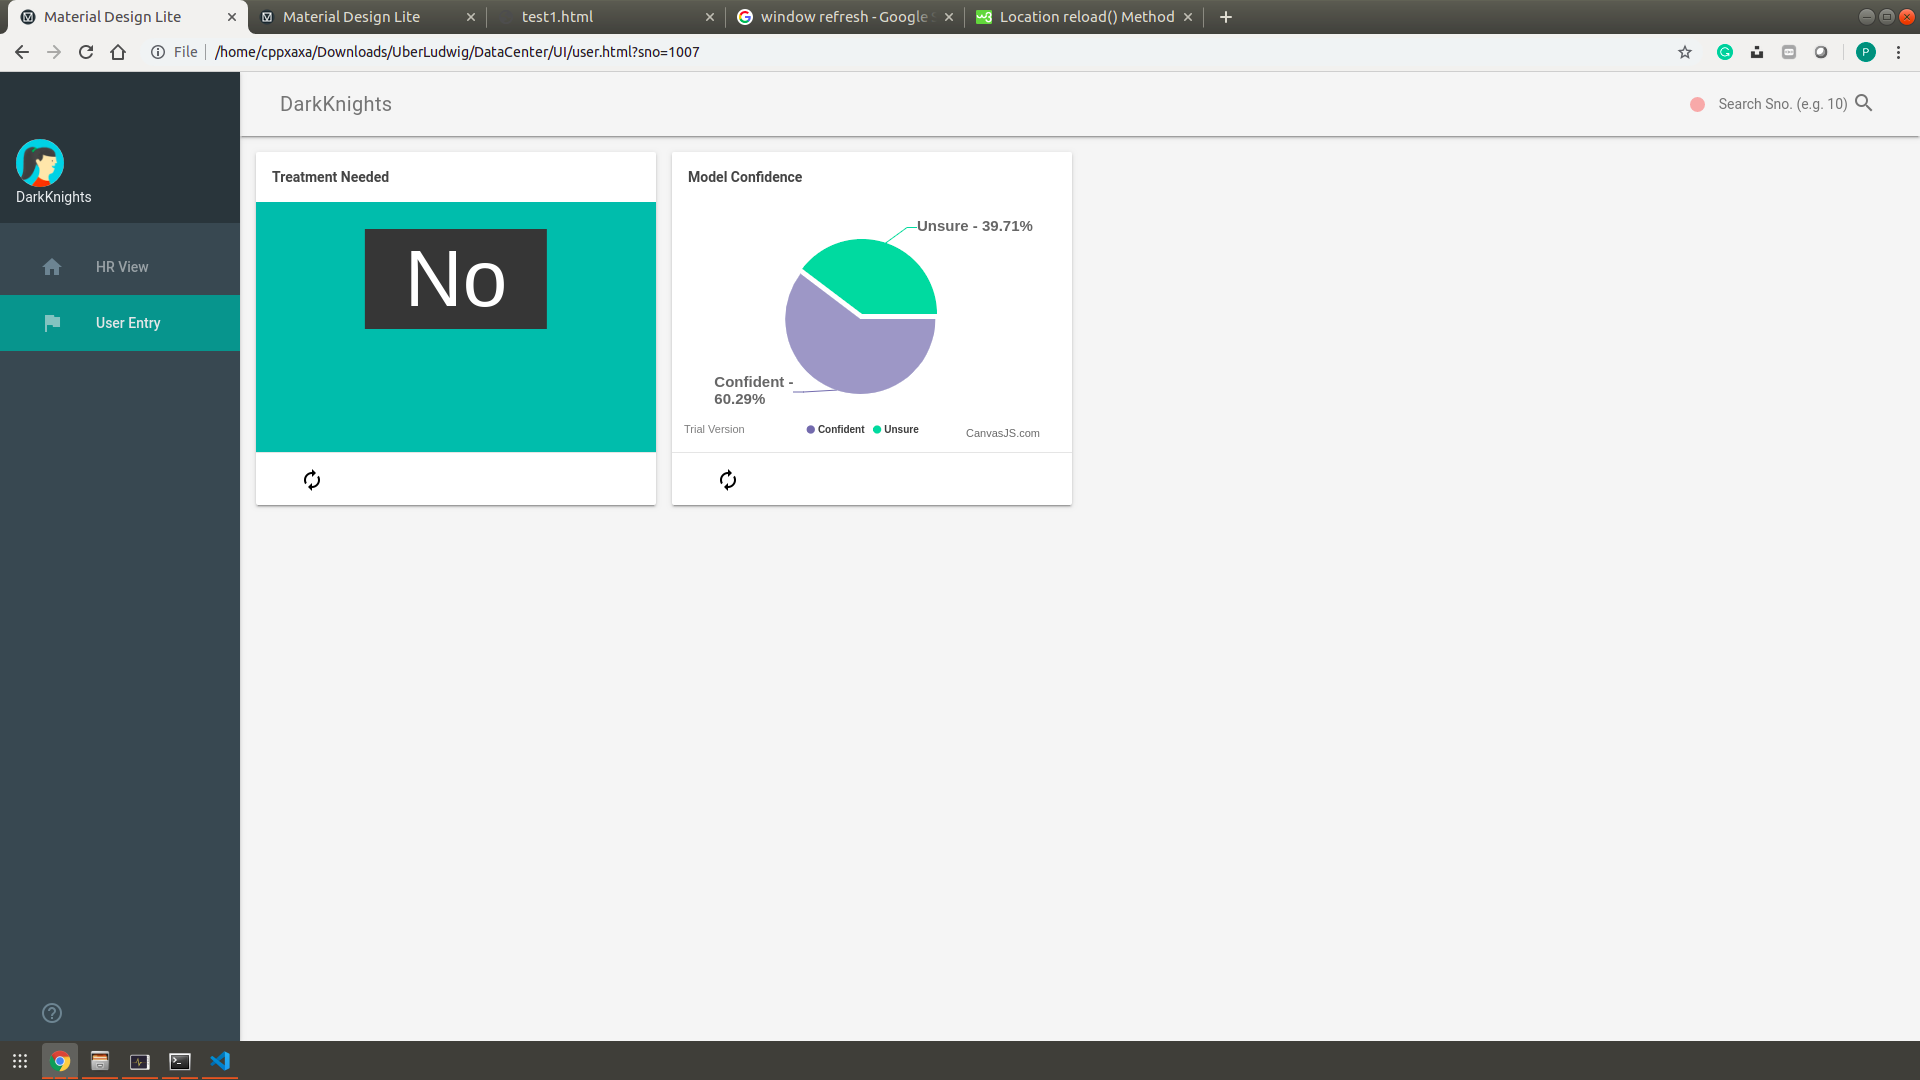 Material Design Lite
Material Design Lite
test1.html
window refresh - Google
Location reload() Method
File
/home/cppxaxa/Downloads/UberLudwig/DataCenter/UI/user.html?sno=1007
P
DarkKnights
Search Sno. (e.g. 10)
DarkKnights
HR View
User Entry
Treatment Needed
No
Model Confidence
Unsure - 39.71%
Confident -
60.29%
Trial Version
Confident
Unsure
CanvasJS.com